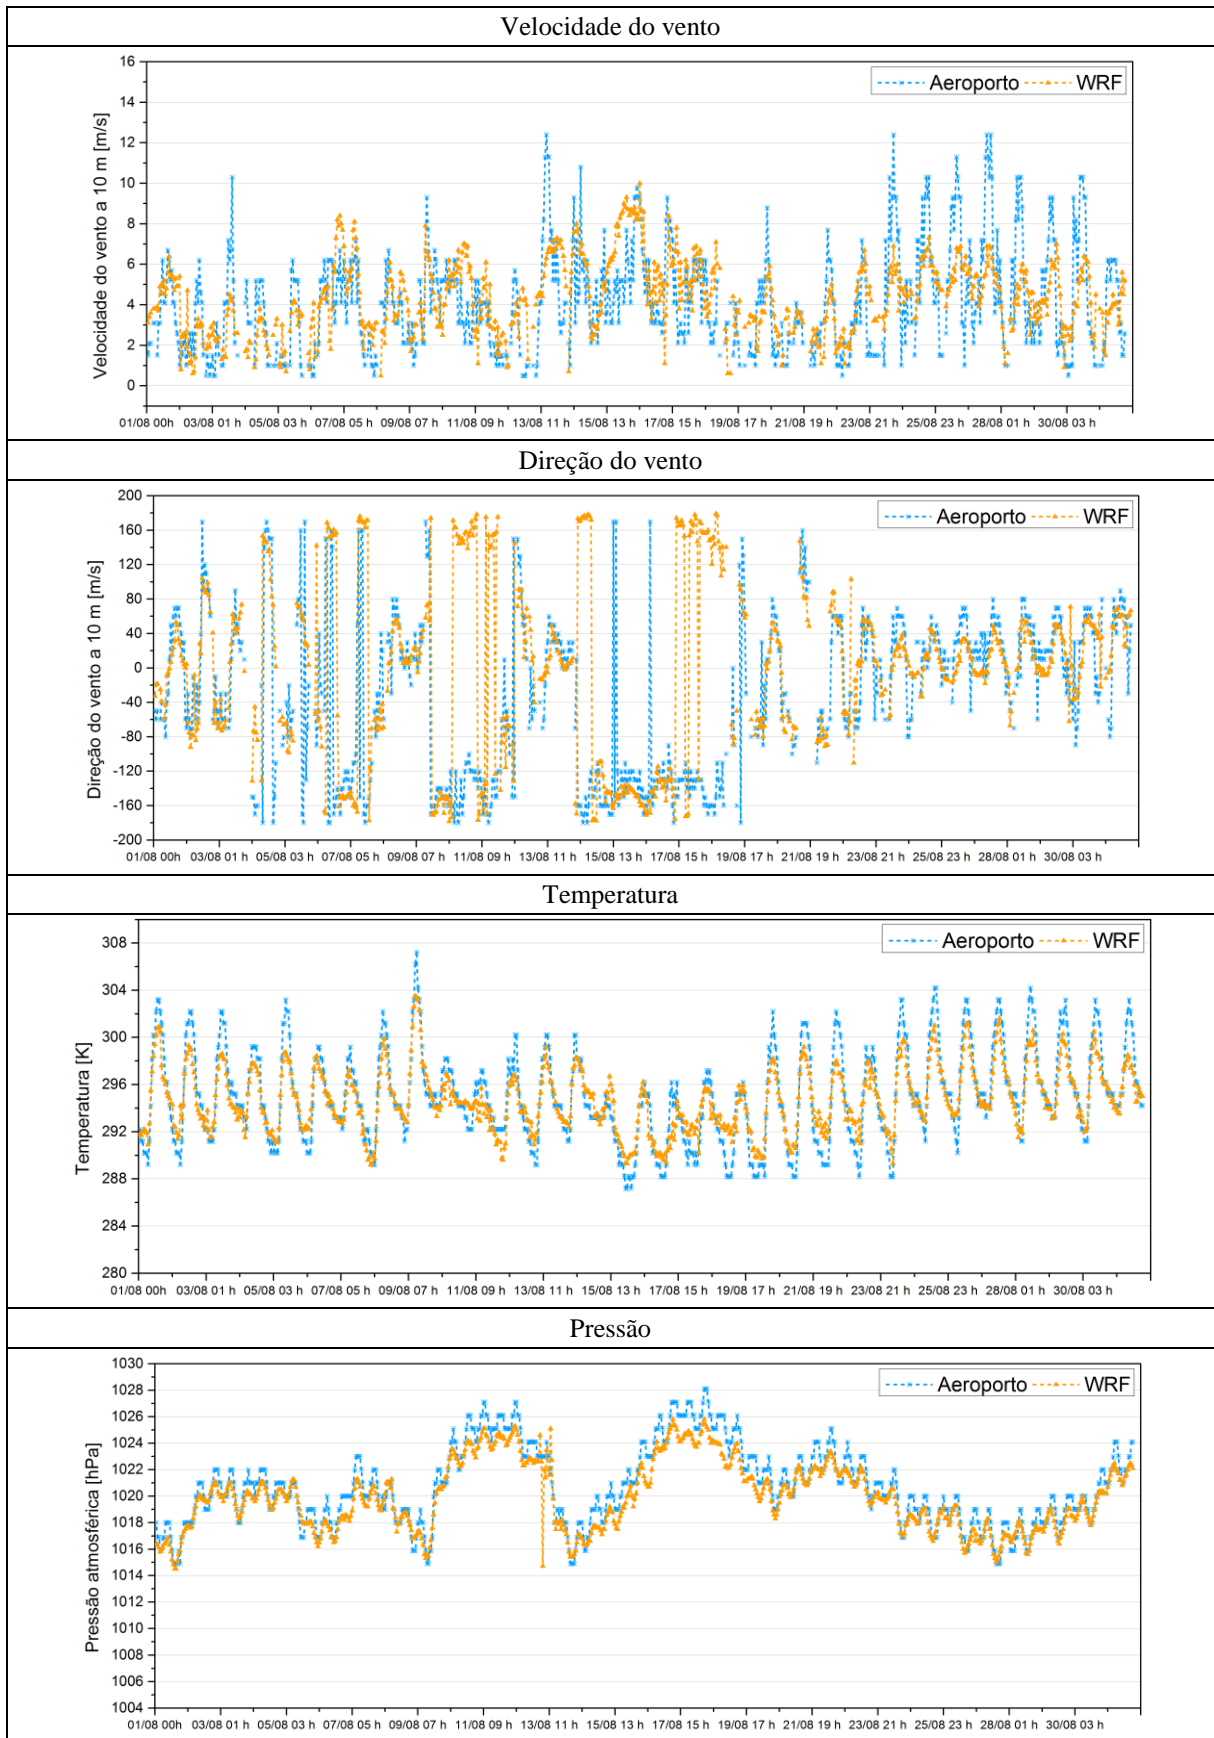 Velocidade do vento
16
14
12
10
8
6
4
2
0
Velocidade do vento a 10 m [m/s]
Aeroporto WRF
01/08 00h 03/08 01 h 05/08 03 h 07/08 05 h 09/08 07 h 11/08 09 h 13/08 11 h 15/08 13 h 17/08 15 h 19/08 17 h 21/08 19 h 23/08 21 h 25/08 23 h 28/08 01 h 30/08 03 h
Direção do vento
200
160
120
80
40
0
-40
-80
-120
-160
-200
Direção do vento a 10 m [m/s]
Aeroporto WRF
01/08 00h 03/08 01 h 05/08 03 h 07/08 05 h 09/08 07 h 11/08 09 h 13/08 11 h 15/08 13 h 17/08 15 h 19/08 17 h 21/08 19 h 23/08 21 h 25/08 23 h 28/08 01 h 30/08 03 h
Temperatura
308
304
300
296
292
288
284
280
Temperatura [K]
Aeroporto WRF
01/08 00h 03/08 01 h 05/08 03 h 07/08 05 h 09/08 07 h 11/08 09 h 13/08 11 h 15/08 13 h 17/08 15 h 19/08 17 h 21/08 19 h 23/08 21 h 25/08 23 h 28/08 01 h 30/08 03 h
Pressão
1030
1028
1026
1024
1022
1020
1018
1016
1014
1012
1010
1008
1006
1004
Pressão atmosférica [hPa]
Aeroporto WRF
01/08 00h 03/08 01 h 05/08 03 h 07/08 05 h 09/08 07 h 11/08 09 h 13/08 11 h 15/08 13 h 17/08 15 h 19/08 17 h 21/08 19 h 23/08 21 h 25/08 23 h 28/08 01 h 30/08 03 h